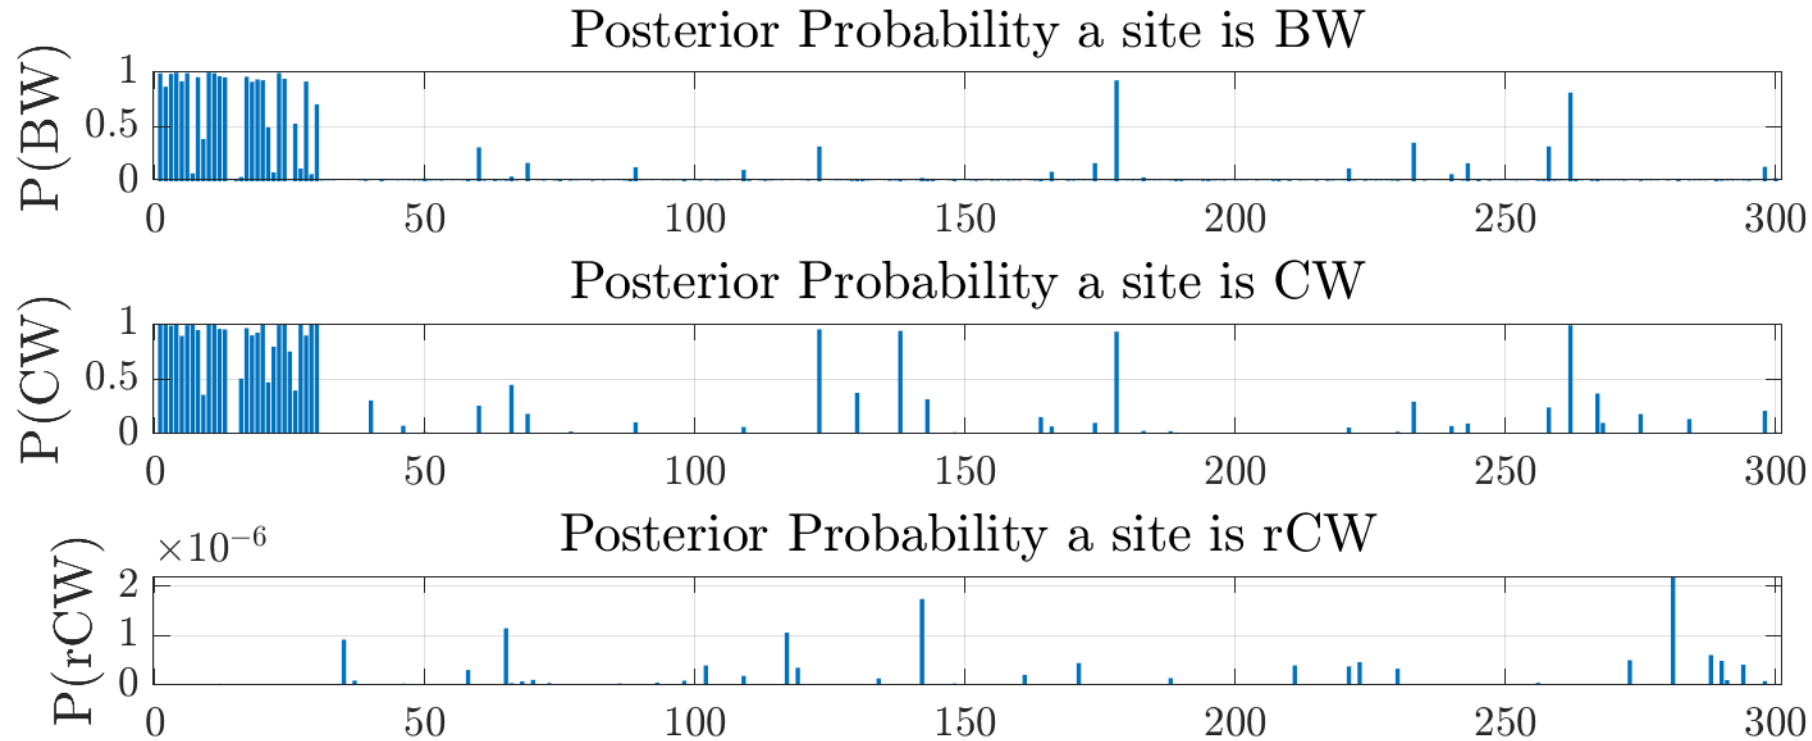 Posterior Probability a site is BW
P(BW)
1
0.5
0
0 50 100 150 200 250 300
Posterior Probability a site is CW
P(CW)
1
0.5
0
0 50 100 150 200 250 300
Posterior Probability a site is rCW
×10⁻⁶
P(rCW)
2
1
0
0 50 100 150 200 250 300